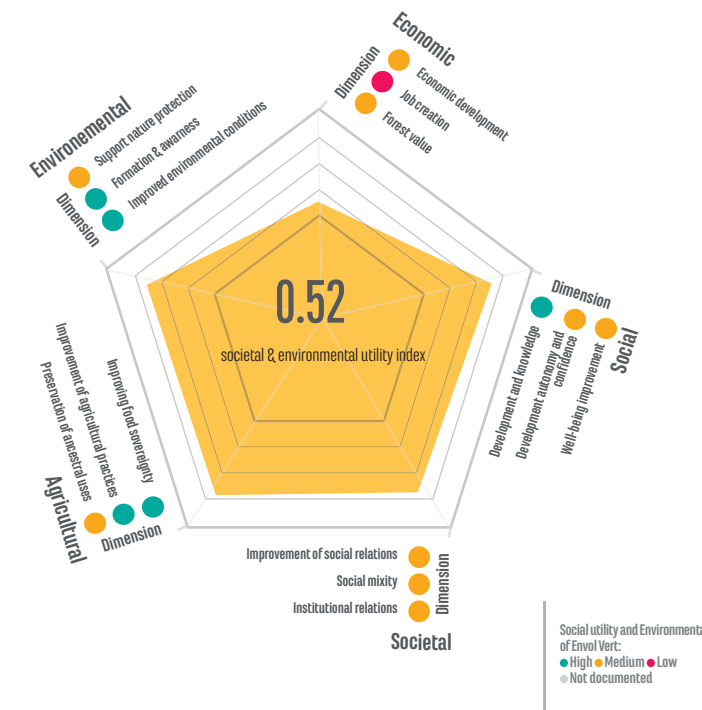 Economic
Dimension
Economic development
Job creation
Forest value
Environemental
Dimension
Support nature protection
Formation & awarness
Improved environmental conditions
0.52
societal & environmental utility index
Dimension
Social
Development and knowledge
Development autonomy and
confidence
Well-being improvement
Improving food sovereignty
Improvement of agricultural practices
Preservation of ancestral uses
Agricultural
Dimension
Improvement of social relations
Social mixity
Institutional relations
Dimension
Societal
Social utility and Environmenta
of Envol Vert:
High Medium Low
Not documented